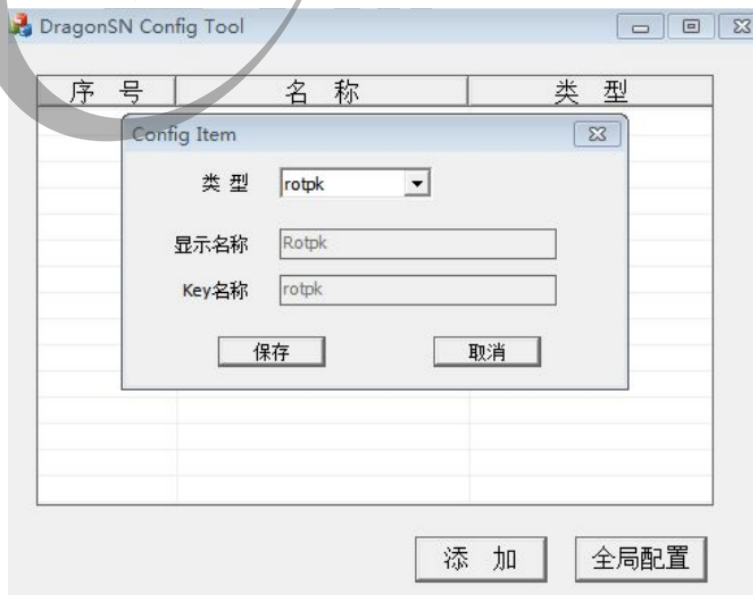 DragonSN Config Tool
序 号 名 称 类 型
Config Item
类 型 rotpk
显示名称 Rotpk
Key名称 rotpk
保存 取消
添 加 全局配置